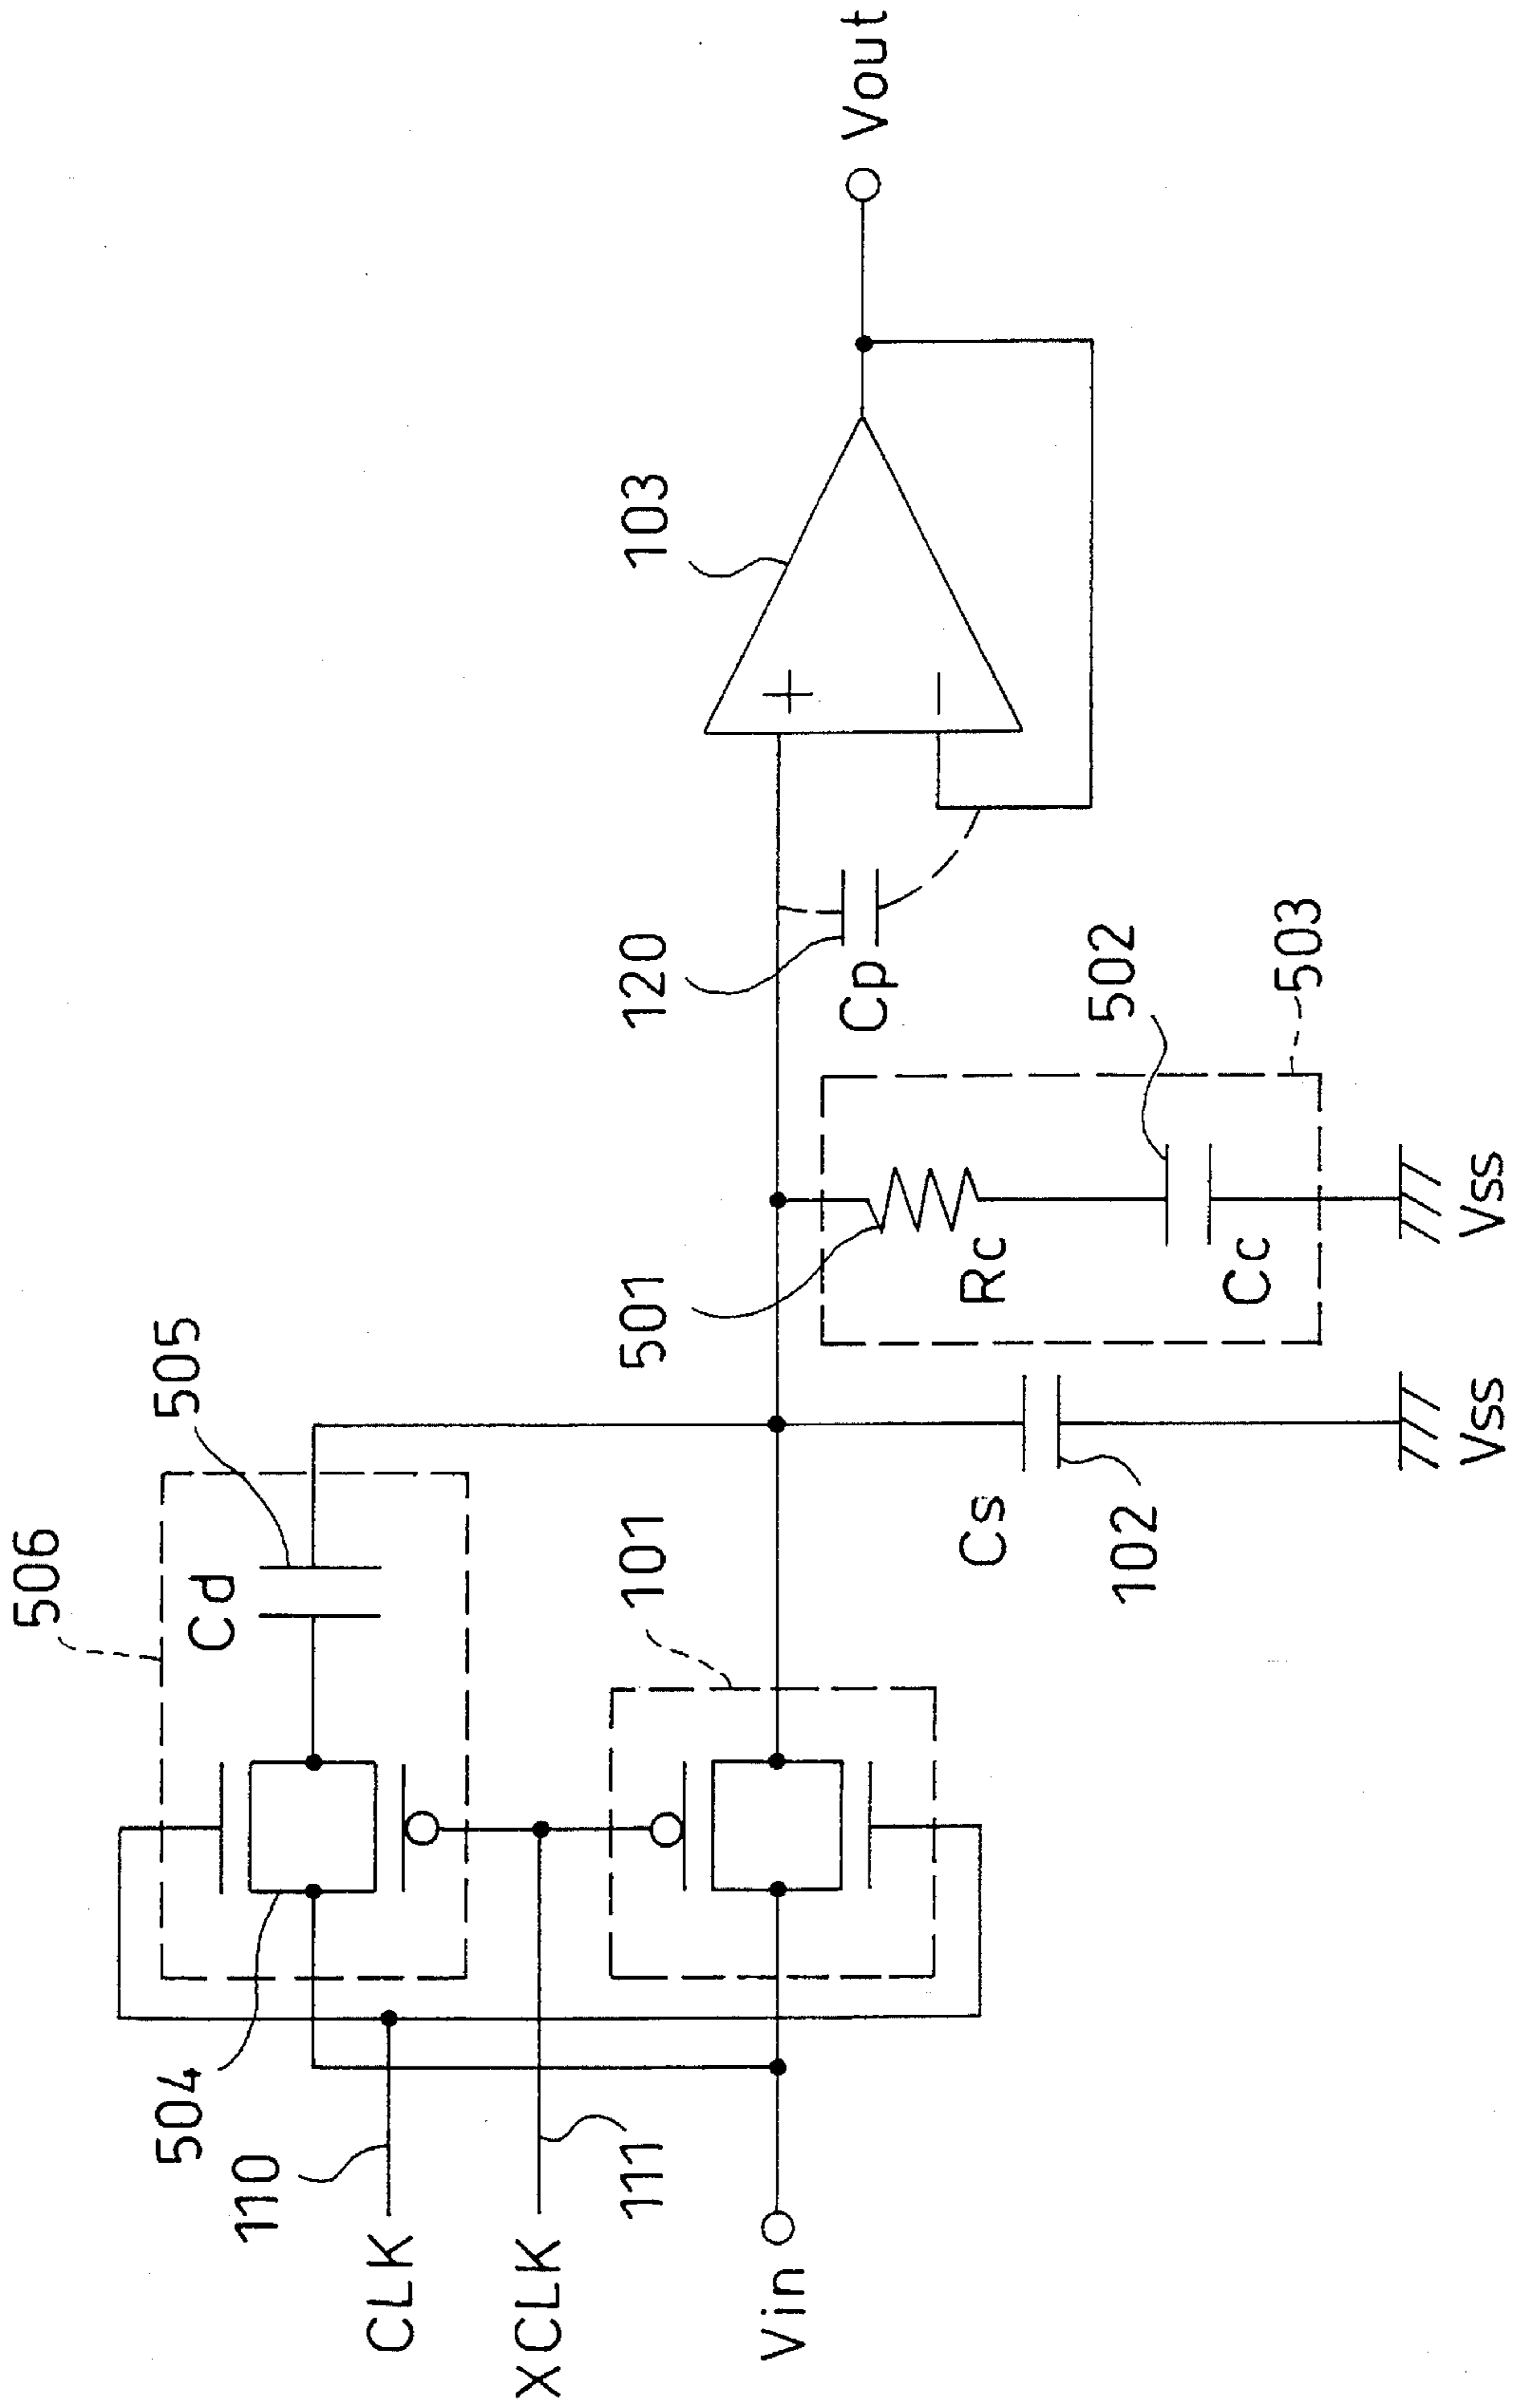 506
Cd
505
504
110
CLK
XCLK
111
Vin
101
Cs
102
Vss
501
Rc
Cc
502
503
Vss
120
Cp
103
+
−
Vout